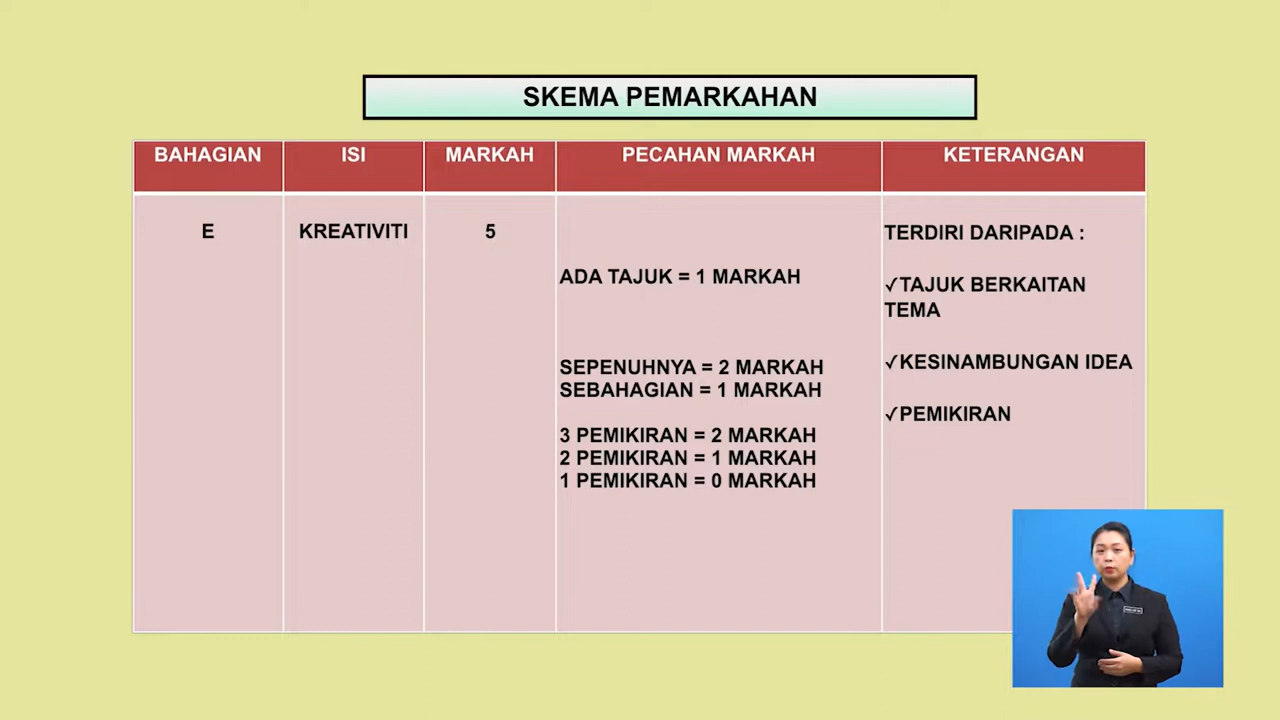 SKEMA PEMARKAHAN
BAHAGIAN
ISI
MARKAH
PECAHAN MARKAH
KETERANGAN
E
KREATIVITI
5
ADA TAJUK = 1 MARKAH
SEPENUHNYA = 2 MARKAH
SEBAHAGIAN = 1 MARKAH
3 PEMIKIRAN = 2 MARKAH
2 PEMIKIRAN = 1 MARKAH
1 PEMIKIRAN = 0 MARKAH
TERDIRI DARIPADA :
✓TAJUK BERKAITAN
TEMA
✓KESINAMBUNGAN IDEA
✓PEMIKIRAN